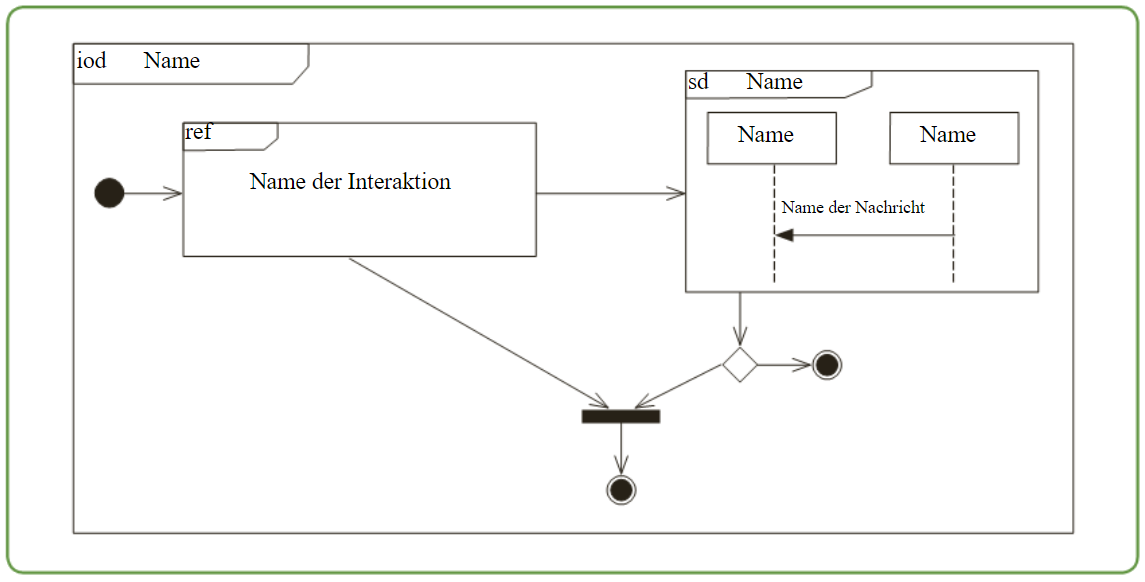 iod Name
sd Name
ref
Name der Interaktion
Name
Name
Name der Nachricht